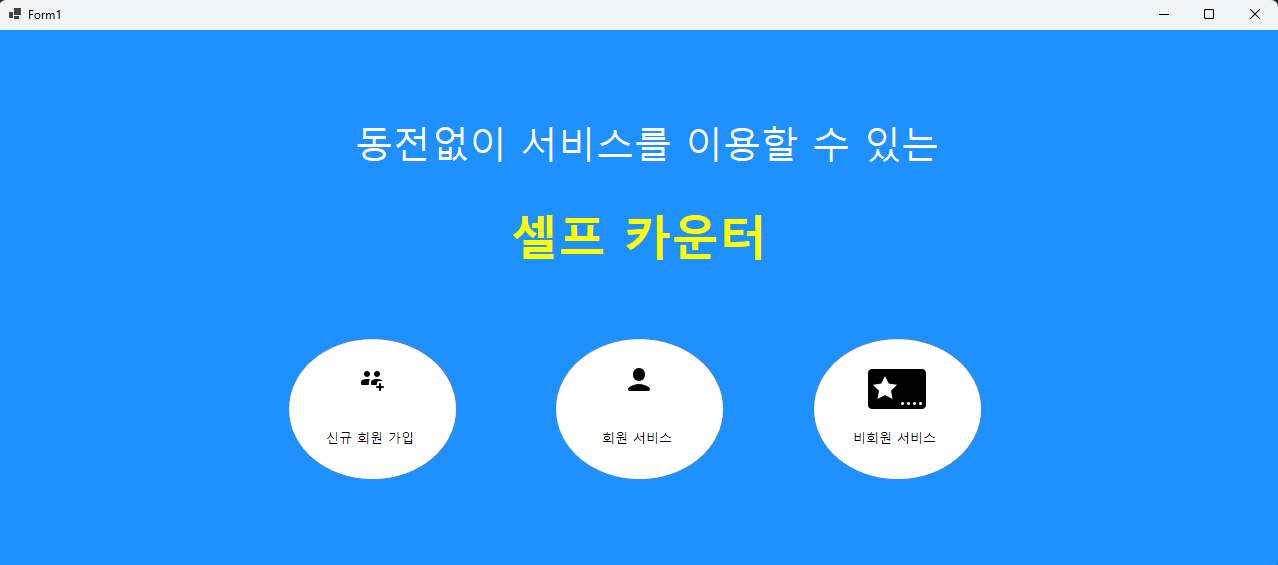 Form1
동전없이 서비스를 이용할 수 있는
셀프 카운터
신규 회원 가입
회원 서비스
비회원 서비스